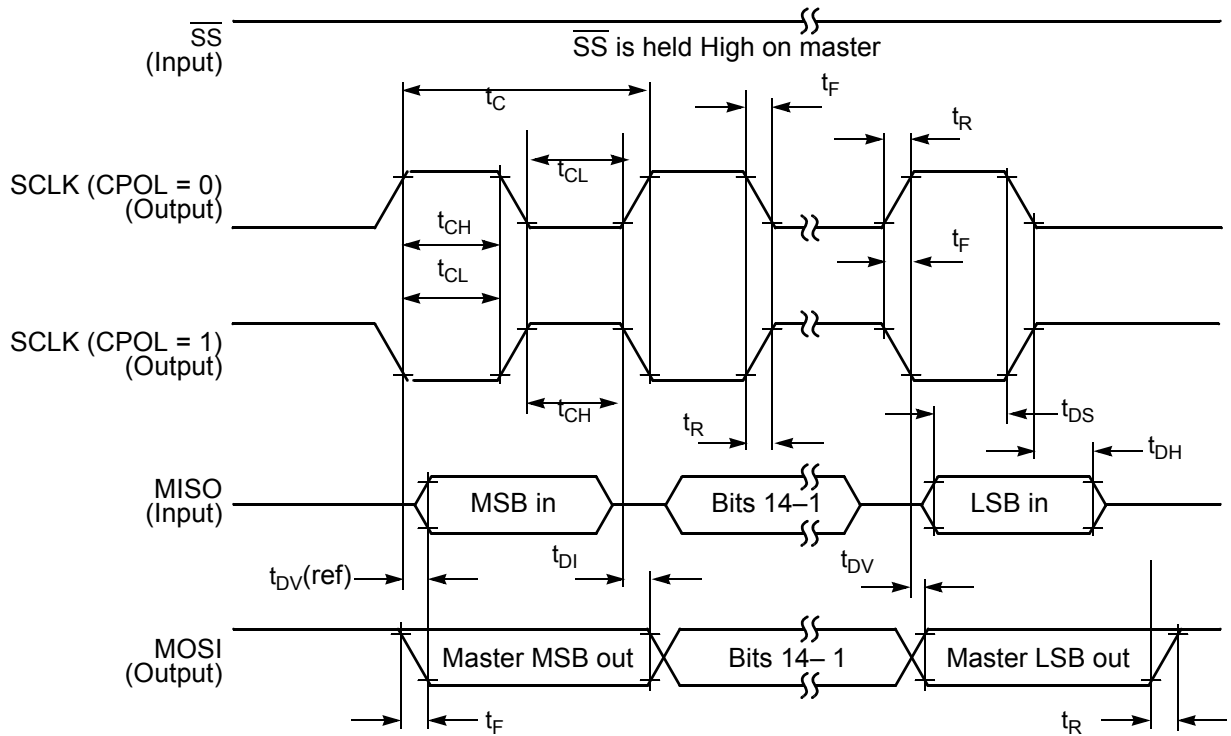 SS
(Input)
SS is held High on master
tC
tF
tR
tCL
SCLK (CPOL = 0)
(Output)
tCH
tF
tCL
SCLK (CPOL = 1)
(Output)
tCH
tR
tDS
tDH
MISO
(Input)
MSB in
Bits 14–1
LSB in
tDI
tDV
tDV(ref)
MOSI
(Output)
Master MSB out
Bits 14– 1
Master LSB out
tF
tR